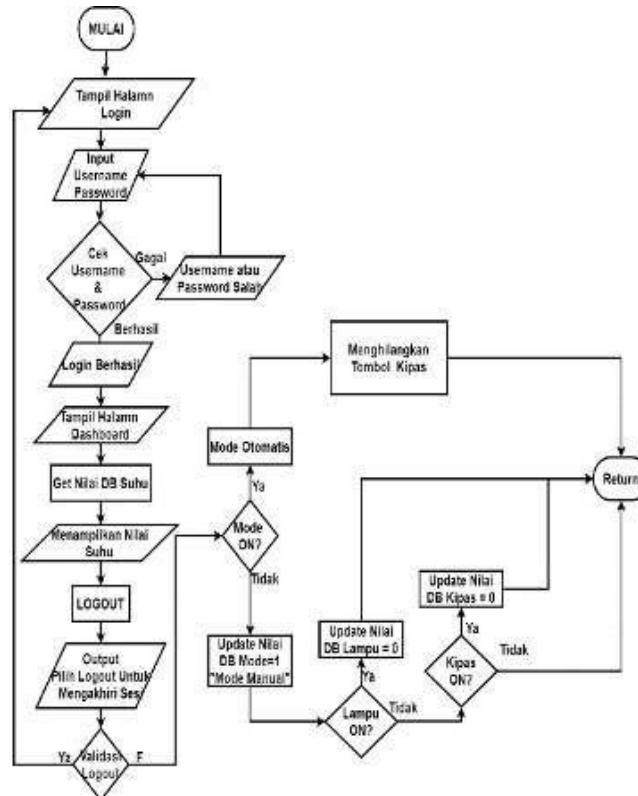 MULAI
Tampil Halamn
Login
Input
Username
Password
Cek
Username
&
Password
Gagal
Username atau
Password Salah
Berhasil
Login Berhasil
Tampil Halamn
Dashboard
Get Nilai DB Suhu
Menampilkan Nilai
Suhu
LOGOUT
Output
Pilih Logout Untuk
Mengakhiri Sesi
Validasi
Logout
Ya
F
Mode
ON?
Ya
Mode Otomatis
Menghilangkan
Tombol Kipas
Tidak
Update Nilai
DB Mode=1
"Mode Manual"
Lampu
ON?
Ya
Update Nilai
DB Lampu = 0
Tidak
Kipas
ON?
Ya
Update Nilai
DB Kipas = 0
Tidak
Return